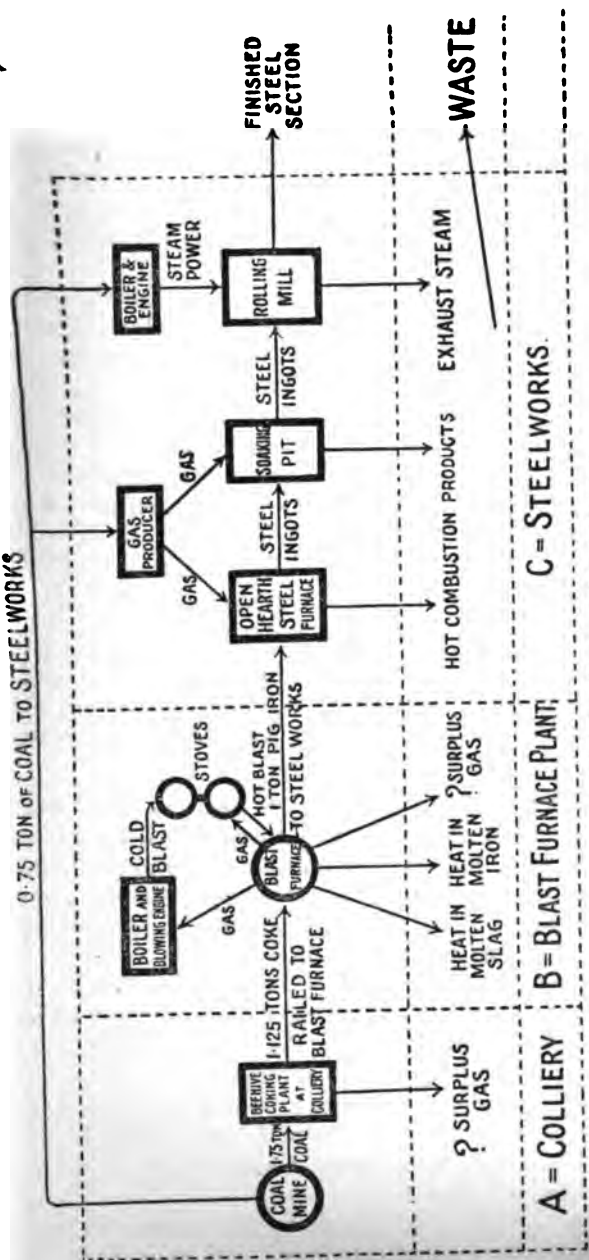 0·75 TON OF COAL TO STEELWORKS
COAL
MINE
1·75 TON
COAL
BEEHIVE
COKING
PLANT
AT
COLLIERY
1·125 TONS COKE
RAILED TO
BLAST FURNACE
? SURPLUS
GAS
A = COLLIERY
BOILER AND
BLOWING ENGINE
COLD
BLAST
STOVES
GAS
GAS
HOT BLAST
BLAST
FURNACE
1 TON PIG IRON
TO STEEL WORKS
HEAT IN
MOLTEN
SLAG
HEAT IN
MOLTEN
IRON
? SURPLUS
GAS
B = BLAST FURNACE PLANT
GAS
PRODUCER
GAS
GAS
OPEN
HEARTH
STEEL
FURNACE
STEEL
INGOTS
SOAKING
PIT
STEEL
INGOTS
BOILER &
ENGINE
STEAM
POWER
ROLLING
MILL
FINISHED
STEEL
SECTION
HOT COMBUSTION PRODUCTS
EXHAUST STEAM
WASTE
C = STEELWORKS.